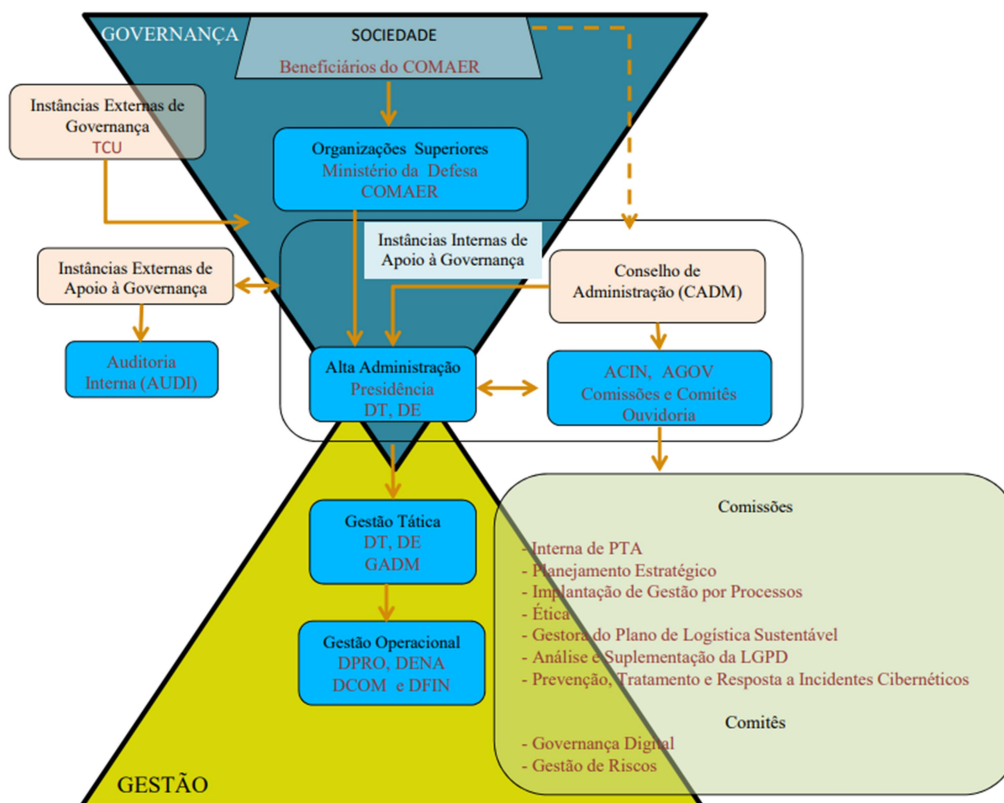 GOVERNANÇA
SOCIEDADE
Beneficiários do COMAER
Instâncias Externas de
Governança
TCU
Organizações Superiores
Ministério da Defesa
COMAER
Instâncias Internas de
Apoio à Governança
Instâncias Externas de
Apoio à Governança
Conselho de
Administração (CADM)
Auditoria
Interna (AUDI)
Alta Administração
Presidência
DT, DE
ACIN, AGOV
Comissões e Comitês
Ouvidoria
Gestão Tática
DT, DE
GADM
Gestão Operacional
DPRO, DENA
DCOM e DFIN
Comissões
- Interna de PTA
- Planejamento Estratégico
- Implantação de Gestão por Processos
- Ética
- Gestora do Plano de Logística Sustentável
- Análise e Suplementação da LGPD
- Prevenção, Tratamento e Resposta a Incidentes Cibernéticos
Comitês
- Governança Digital
- Gestão de Riscos
GESTÃO